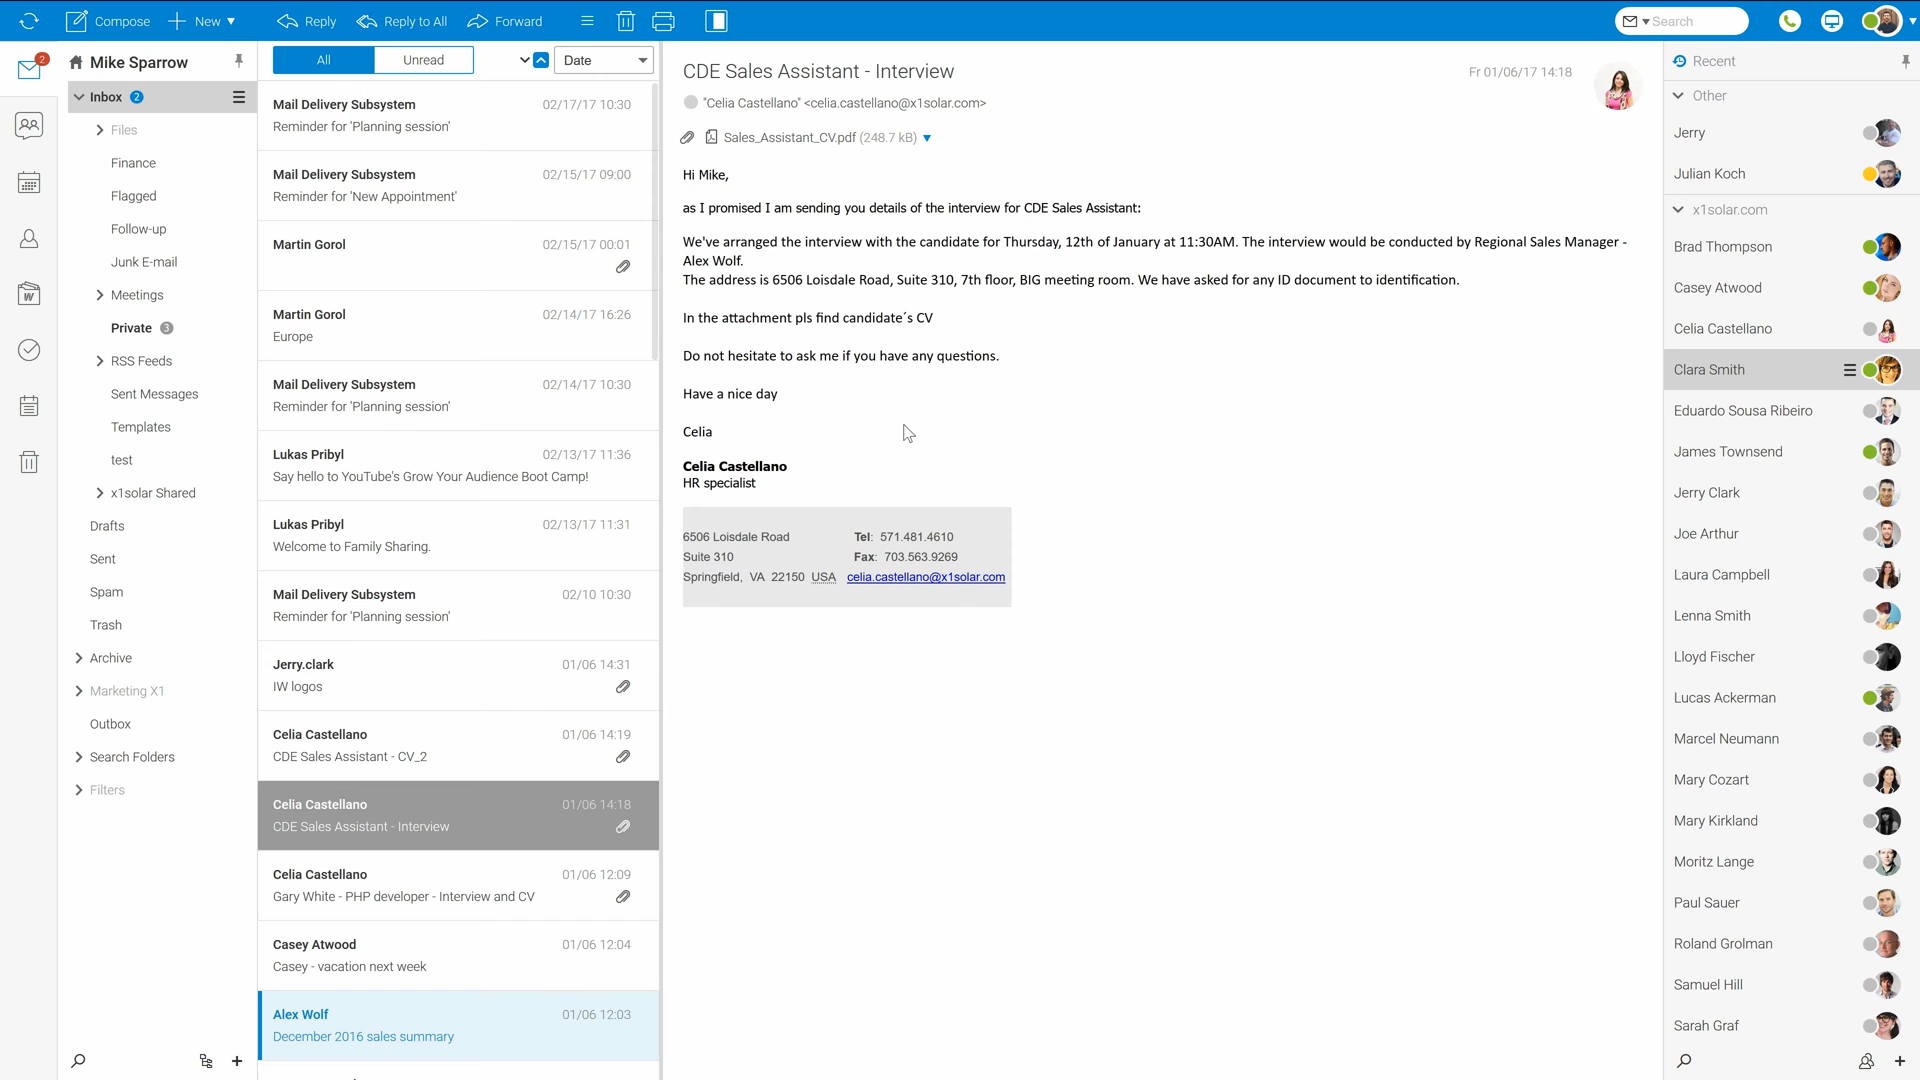 Compose
New
Reply
Reply to All
Forward
Search
2
Mike Sparrow
Inbox 2
Files
Finance
Flagged
Follow-up
Junk E-mail
Meetings
Private 3
RSS Feeds
Sent Messages
Templates
test
x1solar Shared
Drafts
Sent
Spam
Trash
Archive
Marketing X1
Outbox
Search Folders
Filters
All
Unread
Date
Mail Delivery Subsystem 02/17/17 10:30
Reminder for 'Planning session'
Mail Delivery Subsystem 02/15/17 09:00
Reminder for 'New Appointment'
Martin Gorol 02/15/17 00:01
Martin Gorol 02/14/17 16:26
Europe
Mail Delivery Subsystem 02/14/17 10:30
Reminder for 'Planning session'
Lukas Pribyl 02/13/17 11:36
Say hello to YouTube's Grow Your Audience Boot Camp!
Lukas Pribyl 02/13/17 11:31
Welcome to Family Sharing.
Mail Delivery Subsystem 02/10 10:30
Reminder for 'Planning session'
Jerry.clark 01/06 14:31
IW logos
Celia Castellano 01/06 14:19
CDE Sales Assistant - CV_2
Celia Castellano 01/06 14:18
CDE Sales Assistant - Interview
Celia Castellano 01/06 12:09
Gary White - PHP developer - Interview and CV
Casey Atwood 01/06 12:04
Casey - vacation next week
Alex Wolf 01/06 12:03
December 2016 sales summary
CDE Sales Assistant - Interview
Fr 01/06/17 14:18
"Celia Castellano" <celia.castellano@x1solar.com>
Sales_Assistant_CV.pdf (248.7 kB)
Hi Mike,
as I promised I am sending you details of the interview for CDE Sales Assistant:
We've arranged the interview with the candidate for Thursday, 12th of January at 11:30AM. The interview would be conducted by Regional Sales Manager -
Alex Wolf.
The address is 6506 Loisdale Road, Suite 310, 7th floor, BIG meeting room. We have asked for any ID document to identification.
In the attachment pls find candidate´s CV
Do not hesitate to ask me if you have any questions.
Have a nice day
Celia
Celia Castellano
HR specialist
6506 Loisdale Road Tel: 571.481.4610
Suite 310 Fax: 703.563.9269
Springfield, VA 22150 USA celia.castellano@x1solar.com
Recent
Other
Jerry
Julian Koch
x1solar.com
Brad Thompson
Casey Atwood
Celia Castellano
Clara Smith
Eduardo Sousa Ribeiro
James Townsend
Jerry Clark
Joe Arthur
Laura Campbell
Lenna Smith
Lloyd Fischer
Lucas Ackerman
Marcel Neumann
Mary Cozart
Mary Kirkland
Moritz Lange
Paul Sauer
Roland Grolman
Samuel Hill
Sarah Graf